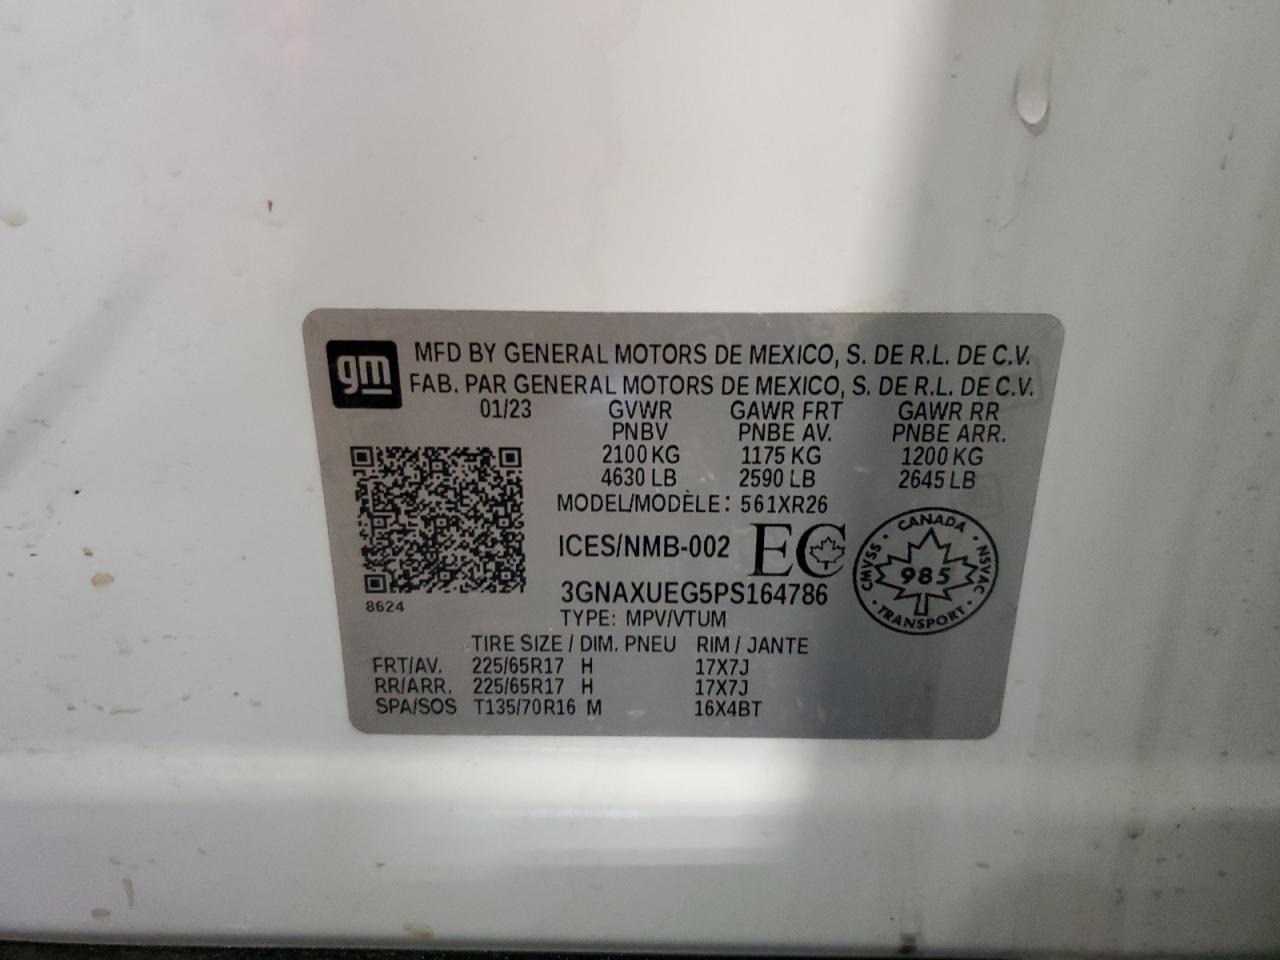 gm
MFD BY GENERAL MOTORS DE MEXICO, S. DE R.L. DE C.V.
FAB. PAR GENERAL MOTORS DE MEXICO, S. DE R.L. DE C.V.
01/23 GVWR GAWR FRT GAWR RR
PNBV PNBE AV. PNBE ARR.
2100 KG 1175 KG 1200 KG
4630 LB 2590 LB 2645 LB
MODEL/MODÈLE: 561XR26
ICES/NMB-002 EC
CANADA
CMVSS 985 NSVAC
TRANSPORT
3GNAXUEG5PS164786
8624
TYPE: MPV/VTUM
TIRE SIZE / DIM. PNEU RIM / JANTE
FRT/AV. 225/65R17 H 17X7J
RR/ARR. 225/65R17 H 17X7J
SPA/SOS T135/70R16 M 16X4BT